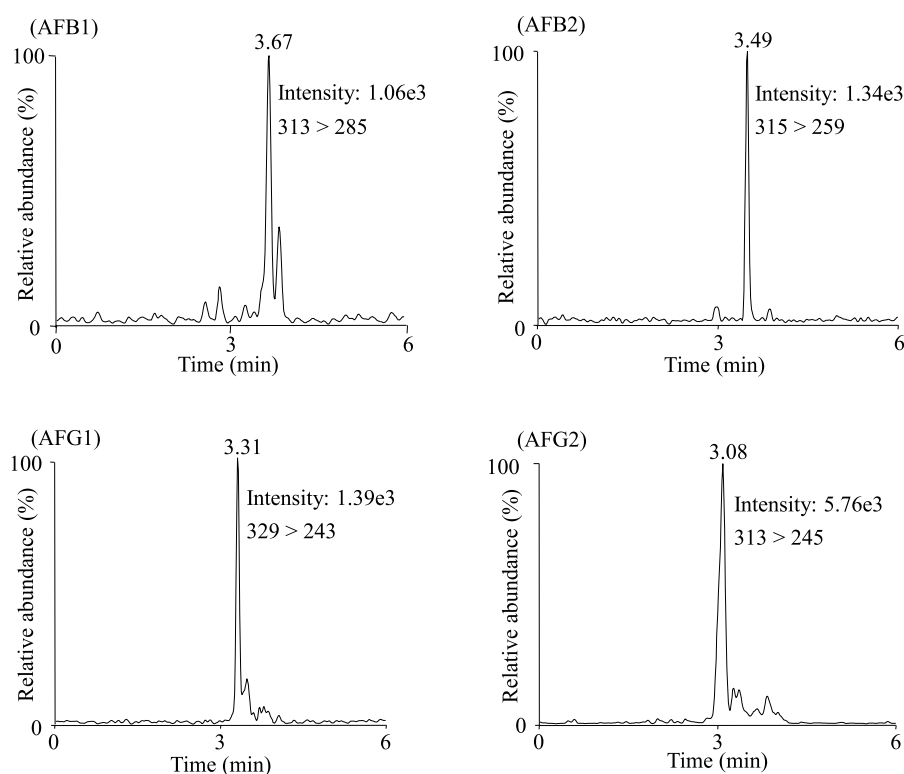 (AFB1)
3.67
100
Intensity: 1.06e3
313 > 285
Relative abundance (%)
0
0
3
6
Time (min)
(AFB2)
3.49
100
Intensity: 1.34e3
315 > 259
Relative abundance (%)
0
0
3
6
Time (min)
(AFG1)
3.31
100
Intensity: 1.39e3
329 > 243
Relative abundance (%)
0
0
3
6
Time (min)
(AFG2)
3.08
100
Intensity: 5.76e3
313 > 245
Relative abundance (%)
0
0
3
6
Time (min)